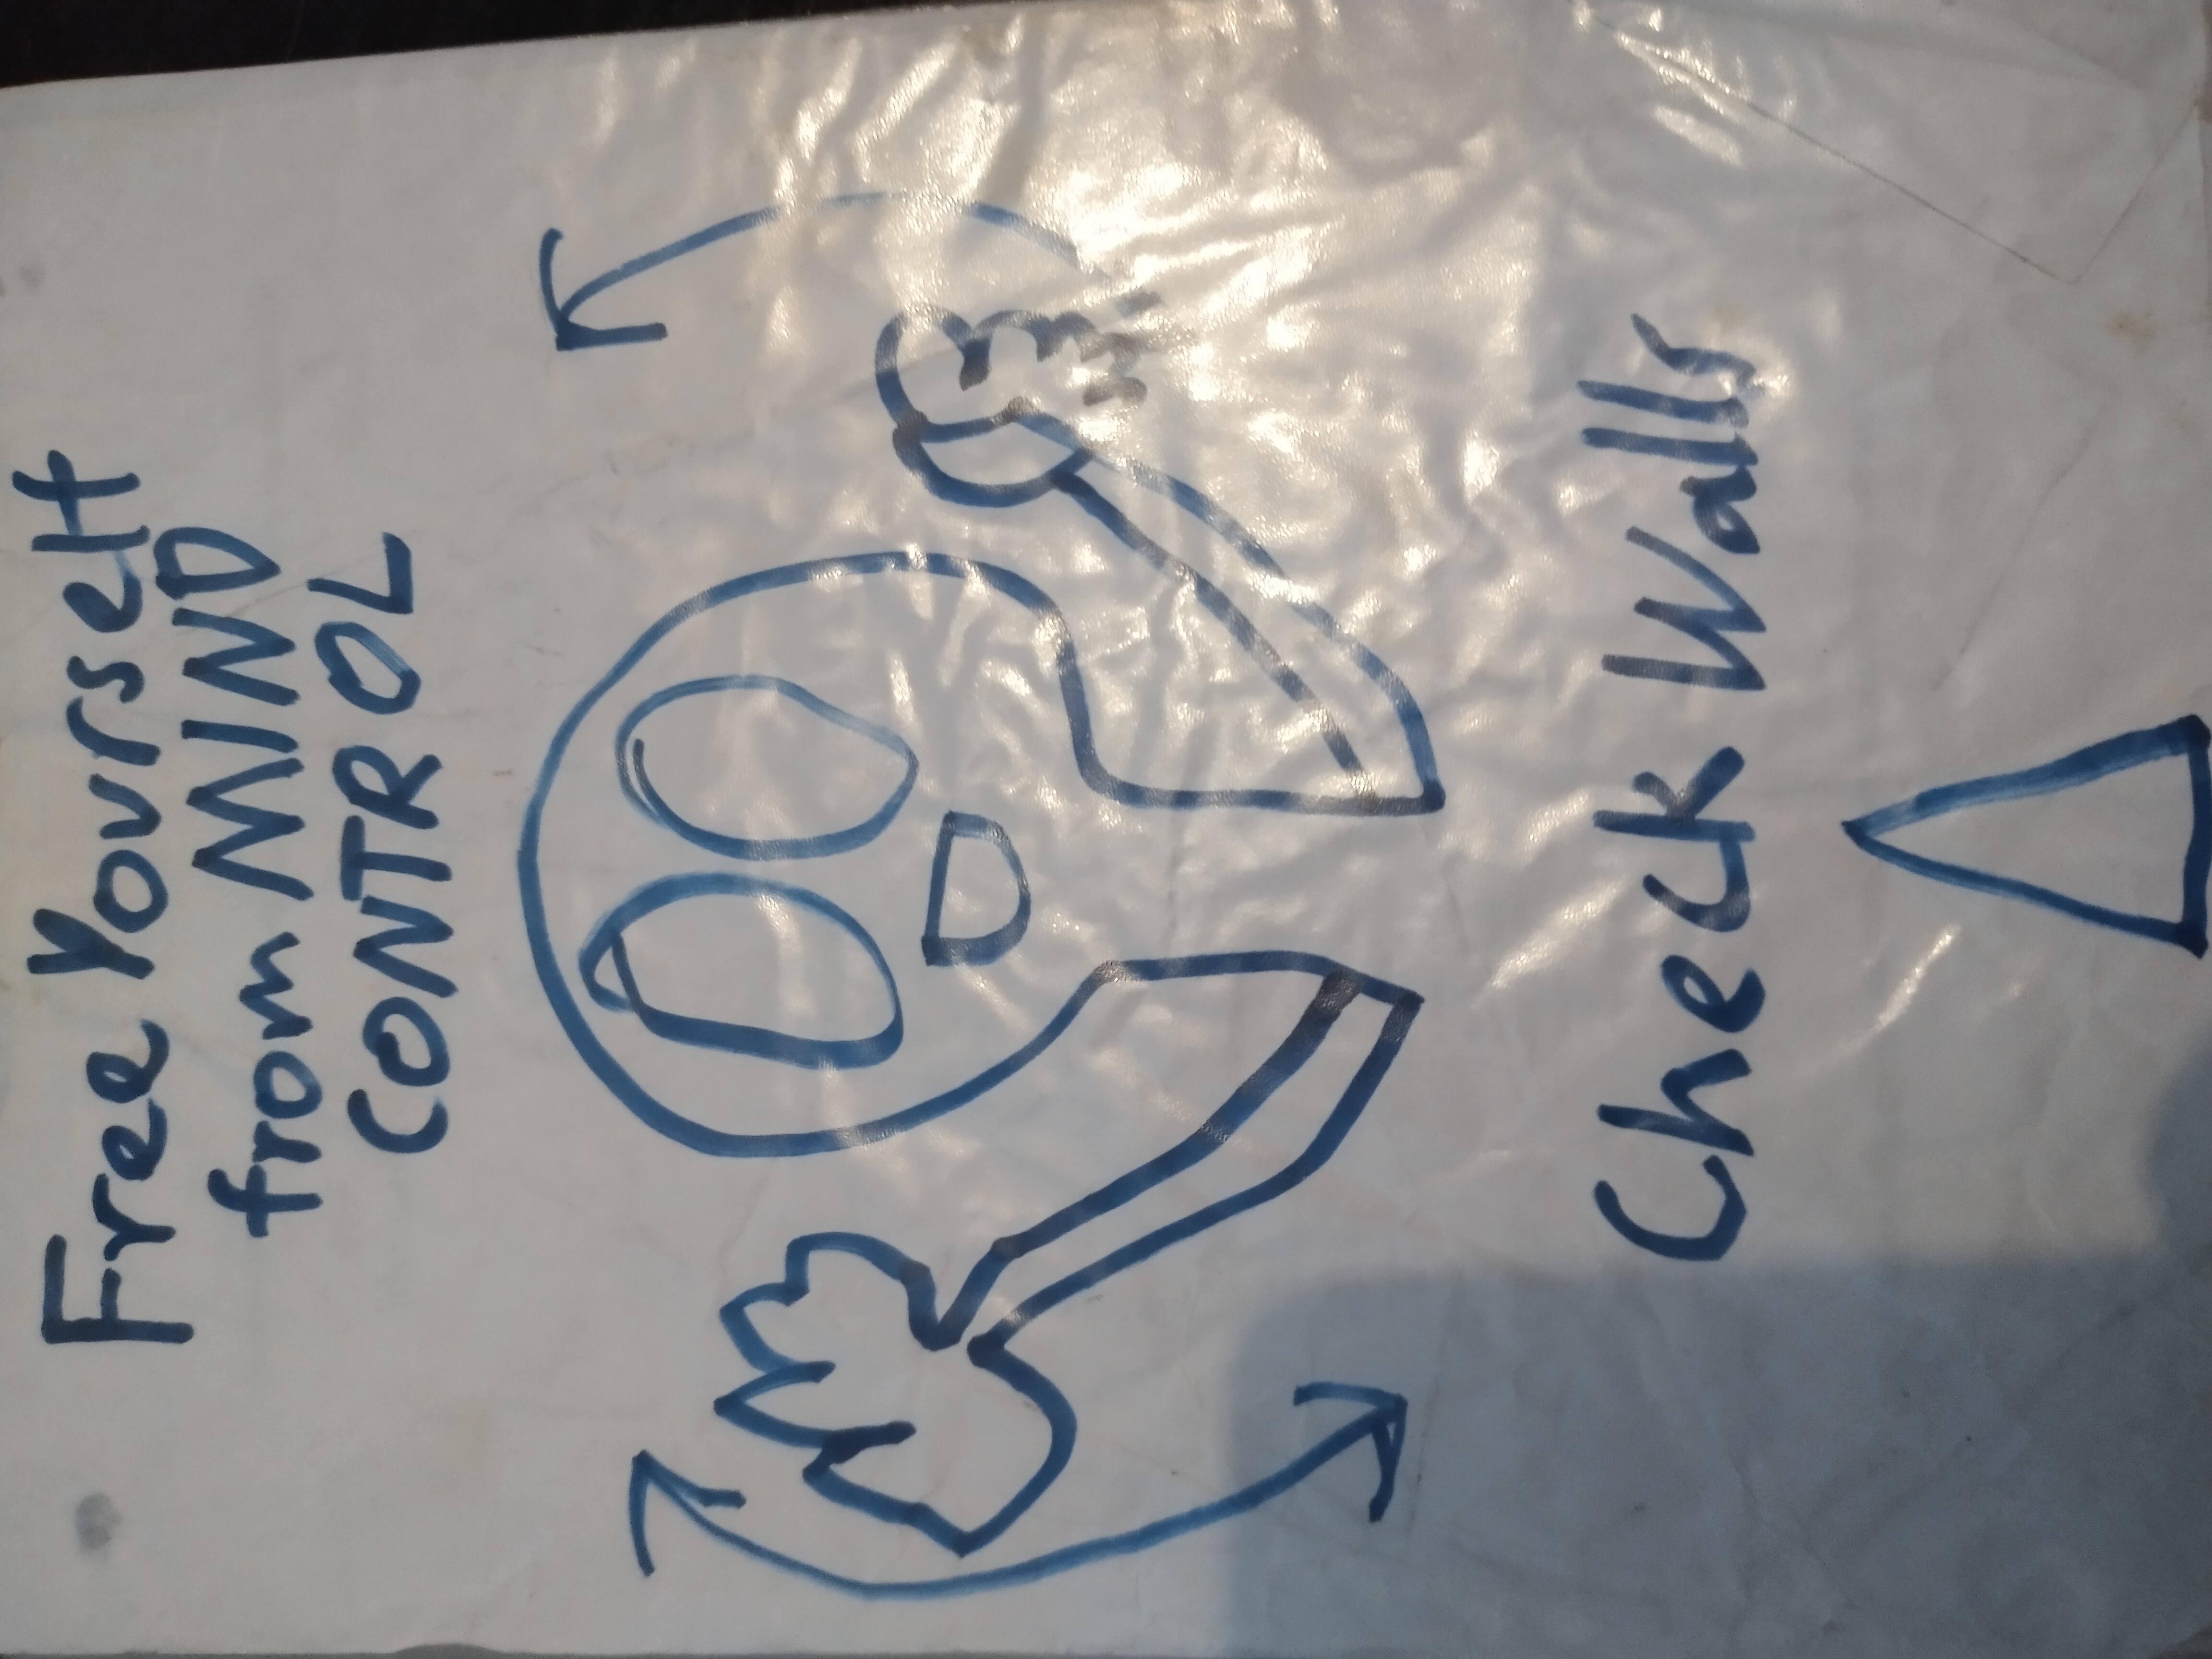 Free Yourself
from MIND
CONTROL
Check Walls